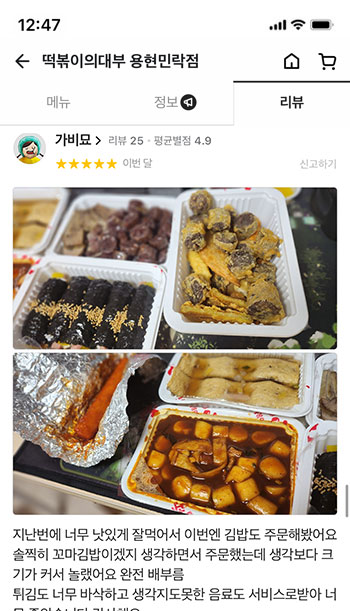 12:47
떡볶이의대부 용현민락점
메뉴
정보
리뷰
가비묘 리뷰 25 · 평균별점 4.9
이번 달
신고하기
지난번에 너무 낫있게 잘먹어서 이번엔 김밥도 주문해봤어요
솔찍히 꼬마김밥이겠지 생각하면서 주문했는데 생각보다 크
기가 커서 놀랬어요 완전 배부름
튀김도 너무 바삭하고 생각지도못한 음료도 서비스로받아 너